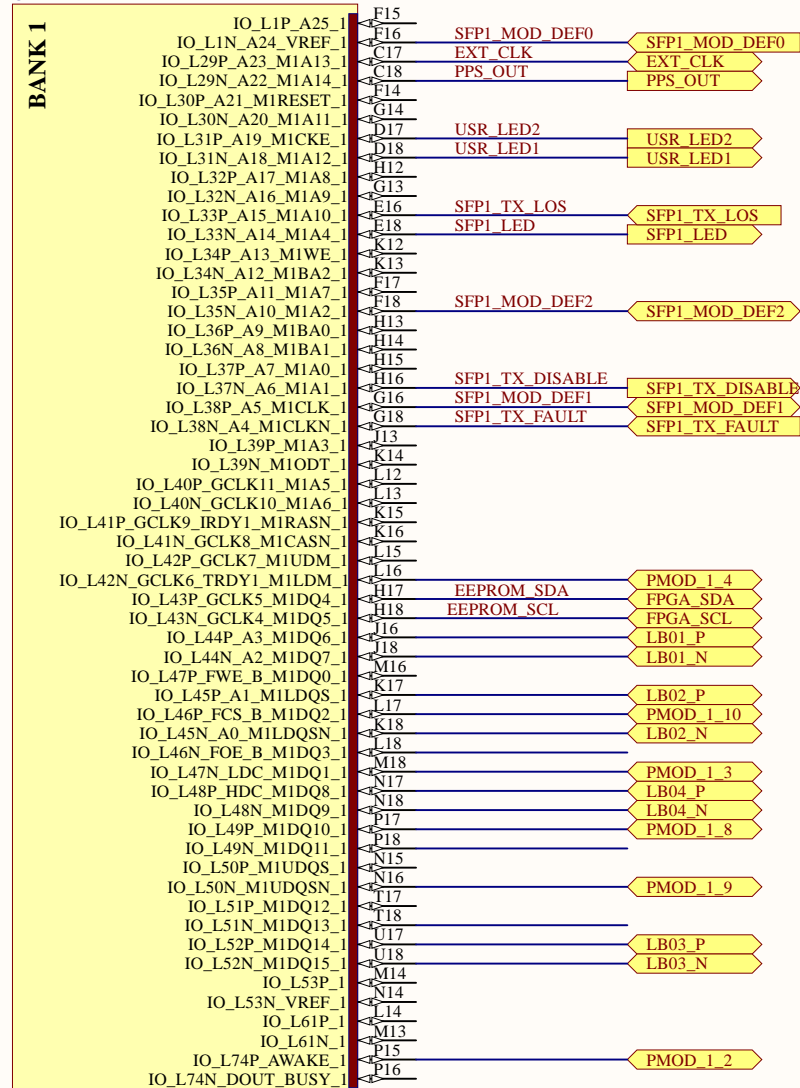 BANK 1
IO_L1P_A25_1 F15
IO_L1N_A24_VREF_1 F16 SFP1_MOD_DEF0 SFP1_MOD_DEF0
IO_L29P_A23_M1A13_1 C17 EXT_CLK EXT_CLK
IO_L29N_A22_M1A14_1 C18 PPS_OUT PPS_OUT
IO_L30P_A21_M1RESET_1 F14
IO_L30N_A20_M1A11_1 G14
IO_L31P_A19_M1CKE_1 D17 USR_LED2 USR_LED2
IO_L31N_A18_M1A12_1 D18 USR_LED1 USR_LED1
IO_L32P_A17_M1A8_1 H12
IO_L32N_A16_M1A9_1 G13
IO_L33P_A15_M1A10_1 E16 SFP1_TX_LOS SFP1_TX_LOS
IO_L33N_A14_M1A4_1 E18 SFP1_LED SFP1_LED
IO_L34P_A13_M1WE_1 K12
IO_L34N_A12_M1BA2_1 K13
IO_L35P_A11_M1A7_1 F17
IO_L35N_A10_M1A2_1 F18 SFP1_MOD_DEF2 SFP1_MOD_DEF2
IO_L36P_A9_M1BA0_1 H13
IO_L36N_A8_M1BA1_1 H14
IO_L37P_A7_M1A0_1 H15
IO_L37N_A6_M1A1_1 H16 SFP1_TX_DISABLE SFP1_TX_DISABLE
IO_L38P_A5_M1CLK_1 G16 SFP1_MOD_DEF1 SFP1_MOD_DEF1
IO_L38N_A4_M1CLKN_1 G18 SFP1_TX_FAULT SFP1_TX_FAULT
IO_L39P_M1A3_1 J13
IO_L39N_M1ODT_1 K14
IO_L40P_GCLK11_M1A5_1 L12
IO_L40N_GCLK10_M1A6_1 L13
IO_L41P_GCLK9_IRDY1_M1RASN_1 K15
IO_L41N_GCLK8_M1CASN_1 K16
IO_L42P_GCLK7_M1UDM_1 L15
IO_L42N_GCLK6_TRDY1_M1LDM_1 L16 PMOD_1_4
IO_L43P_GCLK5_M1DQ4_1 H17 EEPROM_SDA FPGA_SDA
IO_L43N_GCLK4_M1DQ5_1 H18 EEPROM_SCL FPGA_SCL
IO_L44P_A3_M1DQ6_1 J16 LB01_P
IO_L44N_A2_M1DQ7_1 J18 LB01_N
IO_L47P_FWE_B_M1DQ0_1 M16
IO_L45P_A1_M1LDQS_1 K17 LB02_P
IO_L46P_FCS_B_M1DQ2_1 L17 PMOD_1_10
IO_L45N_A0_M1LDQSN_1 K18 LB02_N
IO_L46N_FOE_B_M1DQ3_1 L18
IO_L47N_LDC_M1DQ1_1 M18 PMOD_1_3
IO_L48P_HDC_M1DQ8_1 N17 LB04_P
IO_L48N_M1DQ9_1 N18 LB04_N
IO_L49P_M1DQ10_1 P17 PMOD_1_8
IO_L49N_M1DQ11_1 P18
IO_L50P_M1UDQS_1 N15
IO_L50N_M1UDQSN_1 N16 PMOD_1_9
IO_L51P_M1DQ12_1 T17
IO_L51N_M1DQ13_1 T18
IO_L52P_M1DQ14_1 U17 LB03_P
IO_L52N_M1DQ15_1 U18 LB03_N
IO_L53P_1 M14
IO_L53N_VREF_1 N14
IO_L61P_1 L14
IO_L61N_1 M13
IO_L74P_AWAKE_1 P15 PMOD_1_2
IO_L74N_DOUT_BUSY_1 P16